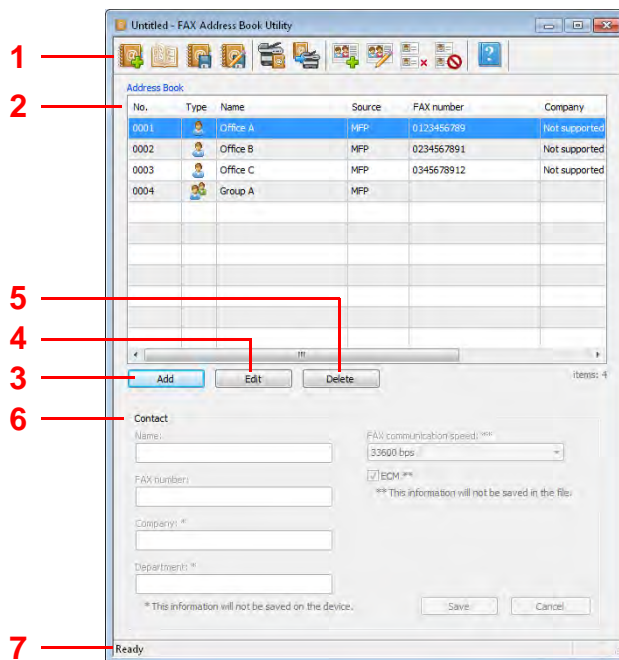 Untitled - FAX Address Book Utility
1
Address Book
2
No. Type Name Source FAX number Company
0001 Office A MFP 0123456789 Not supported
0002 Office B MFP 0234567891 Not supported
0003 Office C MFP 0345678912 Not supported
0004 Group A MFP
5
4
3
Add Edit Delete items: 4
6
Contact
Name: FAX communication speed: **
33600 bps
ECM **
FAX number: ** This information will not be saved in the file.
Company: *
Department: *
* This information will not be saved on the device. Save Cancel
7
Ready